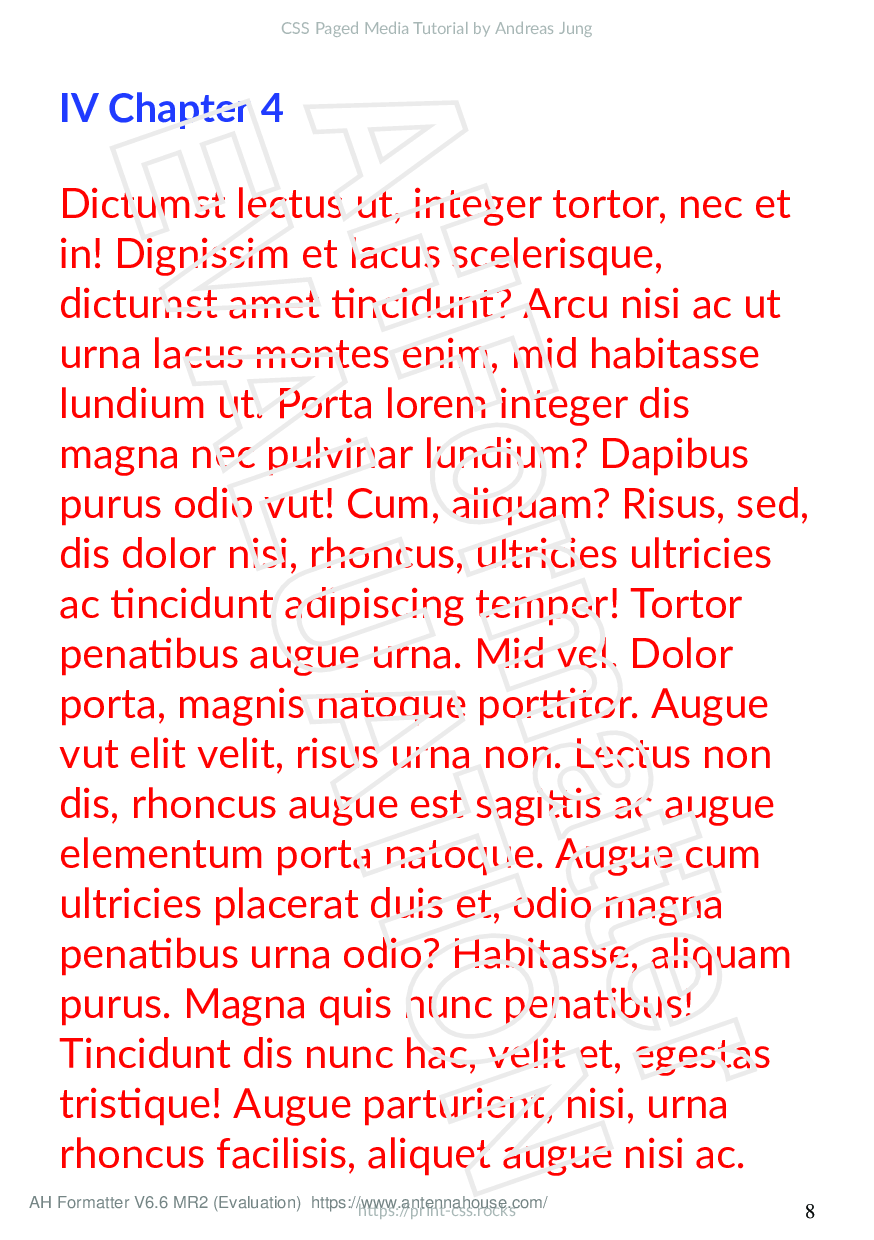 CSS Paged Media Tutorial by Andreas Jung
IV Chapter 4
Dictumst lectus ut, integer tortor, nec et
in! Dignissim et lacus scelerisque,
dictumst amet tincidunt? Arcu nisi ac ut
urna lacus montes enim, mid habitasse
lundium ut. Porta lorem integer dis
magna nec pulvinar lundium? Dapibus
purus odio vut! Cum, aliquam? Risus, sed,
dis dolor nisi, rhoncus, ultricies ultricies
ac tincidunt adipiscing temper! Tortor
penatibus augue urna. Mid vel. Dolor
porta, magnis natoque porttitor. Augue
vut elit velit, risus urna non. Lectus non
dis, rhoncus augue est sagittis ac augue
elementum porta natoque. Augue cum
ultricies placerat duis et, odio magna
penatibus urna odio? Habitasse, aliquam
purus. Magna quis nunc penatibus!
Tincidunt dis nunc hac, velit et, egestas
tristique! Augue parturient, nisi, urna
rhoncus facilisis, aliquet augue nisi ac.
AH Formatter
EVALUATION
AH Formatter V6.6 MR2 (Evaluation) https://www.antennahouse.com/
https://print-css.rocks
8